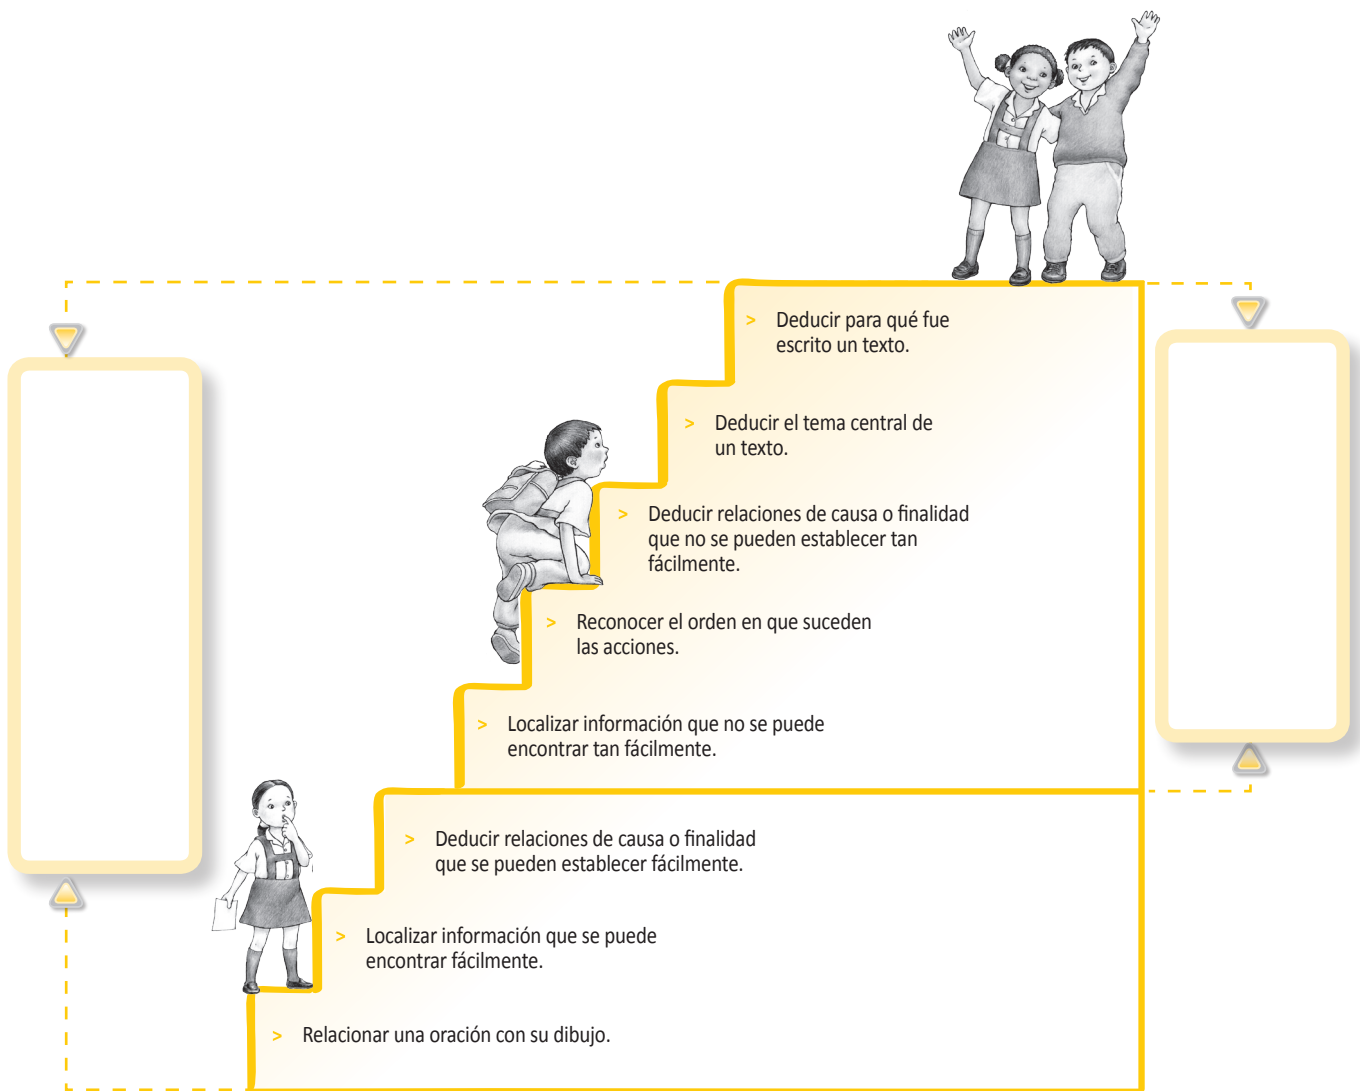 > Deducir para qué fue
escrito un texto.
> Deducir el tema central de
un texto.
> Deducir relaciones de causa o finalidad
que no se pueden establecer tan
fácilmente.
> Reconocer el orden en que suceden
las acciones.
> Localizar información que no se puede
encontrar tan fácilmente.
> Deducir relaciones de causa o finalidad
que se pueden establecer fácilmente.
> Localizar información que se puede
encontrar fácilmente.
> Relacionar una oración con su dibujo.